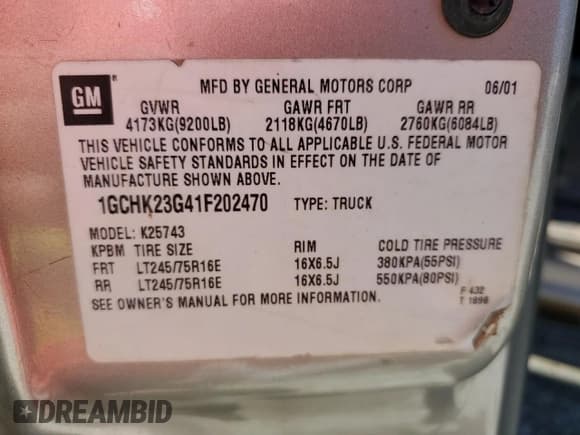 GM
MFD BY GENERAL MOTORS CORP 06/01
GVWR GAWR FRT GAWR RR
4173KG(9200LB) 2118KG(4670LB) 2760KG(6084LB)
THIS VEHICLE CONFORMS TO ALL APPLICABLE U.S. FEDERAL MOTOR
VEHICLE SAFETY STANDARDS IN EFFECT ON THE DATE OF
MANUFACTURE SHOWN ABOVE.
1GCHK23G41F202470 TYPE: TRUCK
MODEL: K25743
KPBM TIRE SIZE RIM COLD TIRE PRESSURE
FRT LT245/75R16E 16X6.5J 380KPA(55PSI)
RR LT245/75R16E 16X6.5J 550KPA(80PSI)
SEE OWNER'S MANUAL FOR MORE INFORMATION.
F 432
T 1898
DREAMBID